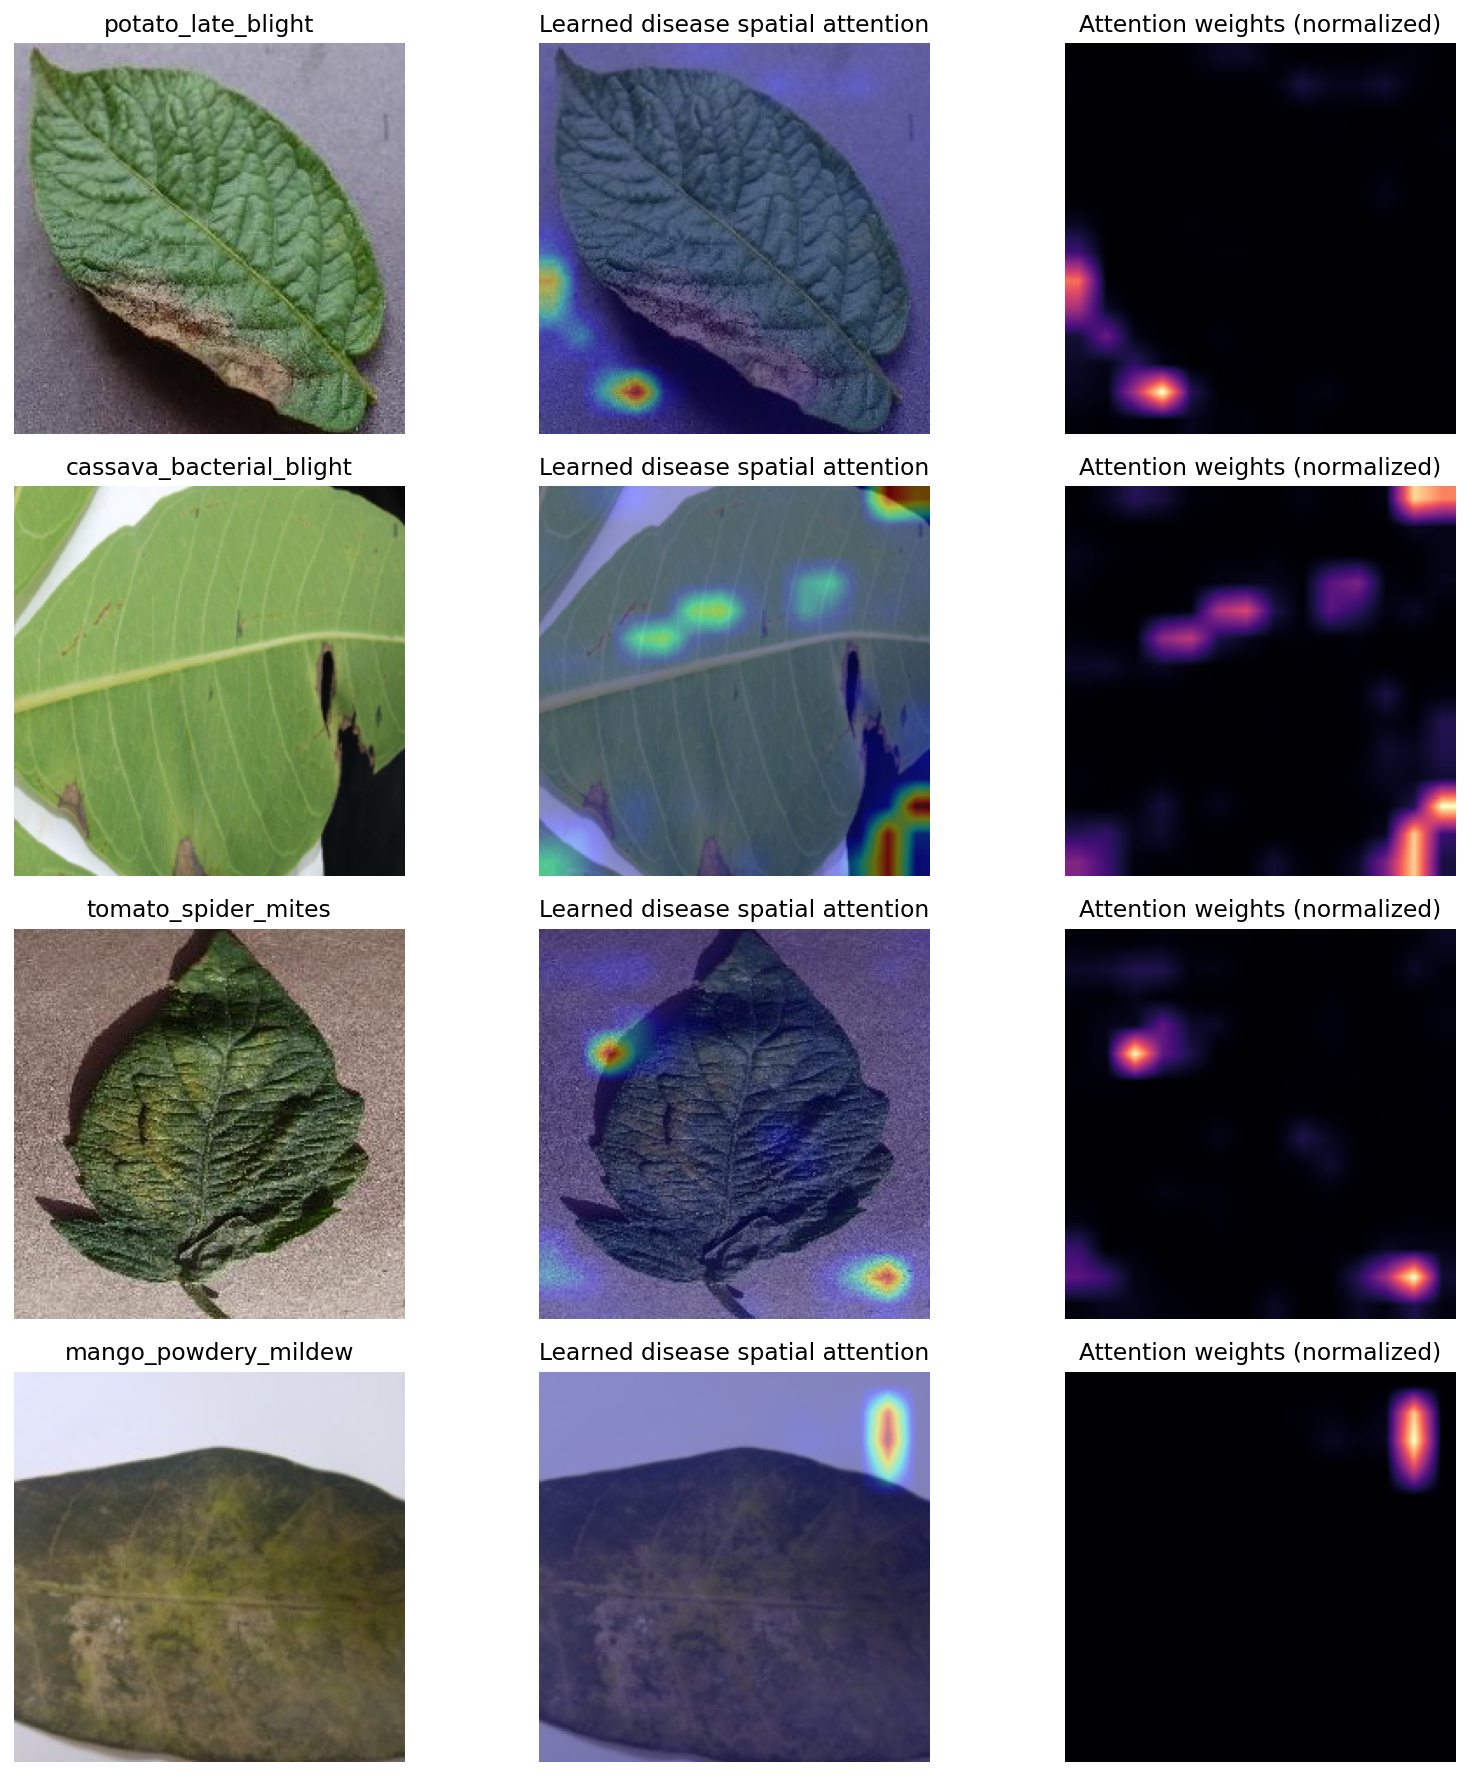 potato_late_blight
Learned disease spatial attention
Attention weights (normalized)
cassava_bacterial_blight
Learned disease spatial attention
Attention weights (normalized)
tomato_spider_mites
Learned disease spatial attention
Attention weights (normalized)
mango_powdery_mildew
Learned disease spatial attention
Attention weights (normalized)